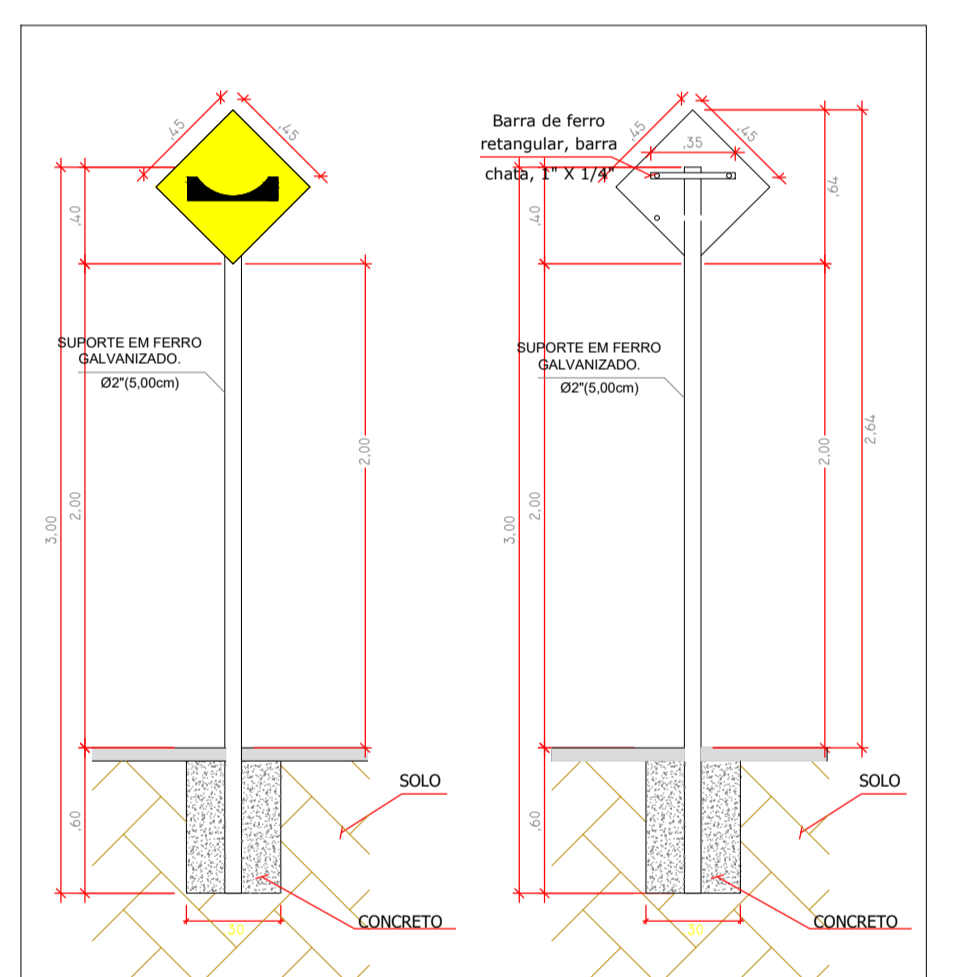 ,45
,45
,40
SUPORTE EM FERRO
GALVANIZADO.
Ø2"(5,00cm)
2,00
2,00
3,00
,60
SOLO
CONCRETO
,30
Barra de ferro
retangular, barra
chata, 1" X 1/4"
,45
,45
,35
,64
,40
SUPORTE EM FERRO
GALVANIZADO.
Ø2"(5,00cm)
2,64
2,00
2,00
3,00
,60
SOLO
CONCRETO
,30